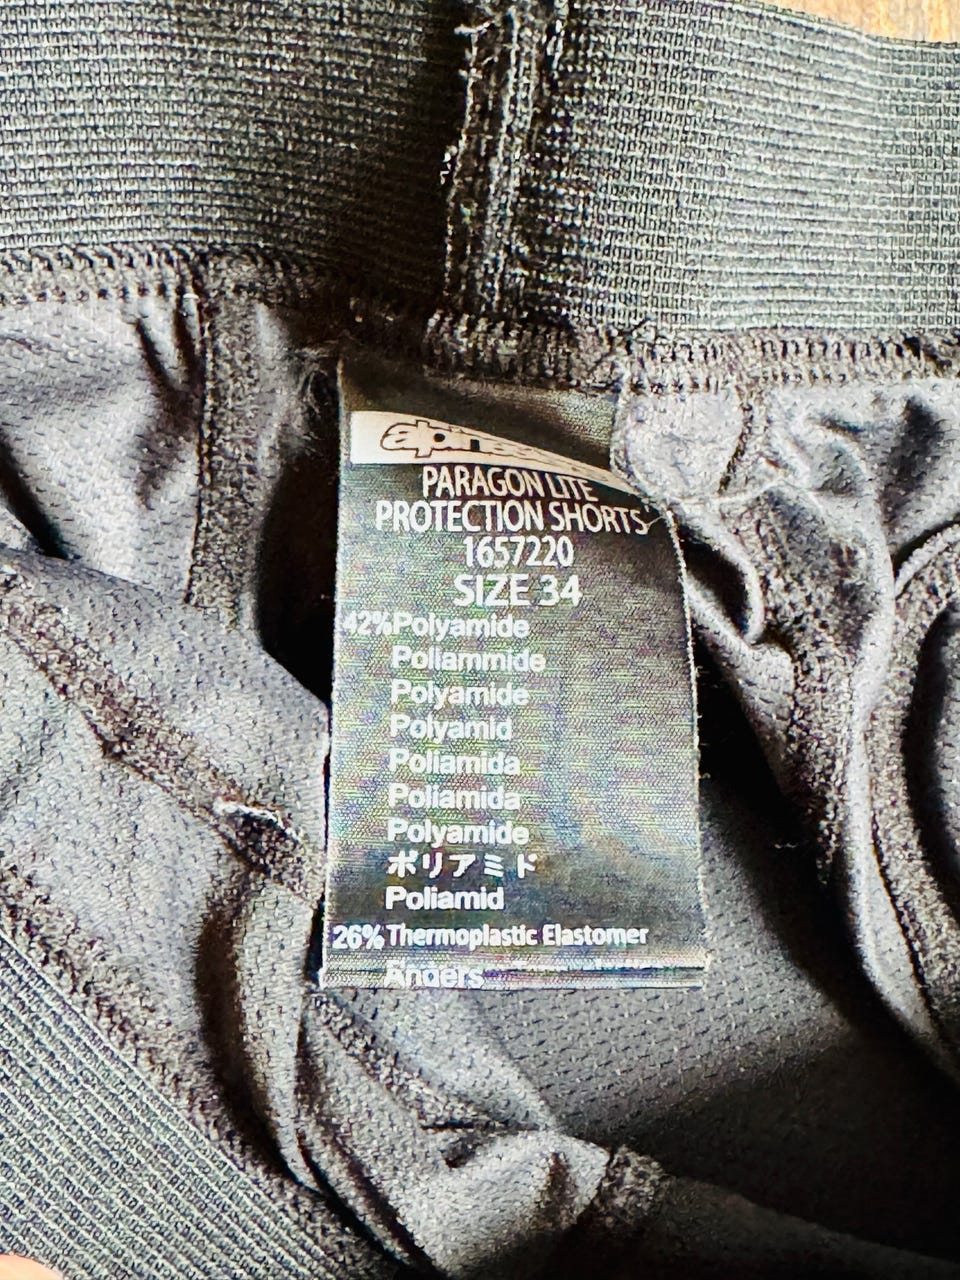 PARAGON LITE
PROTECTION SHORTS
1657220
SIZE 34
42% Polyamide
Poliammide
Polyamide
Polyamid
Poliamida
Poliamida
Polyamide
ポリアミド
Poliamid
26% Thermoplastic Elastomer
Anders